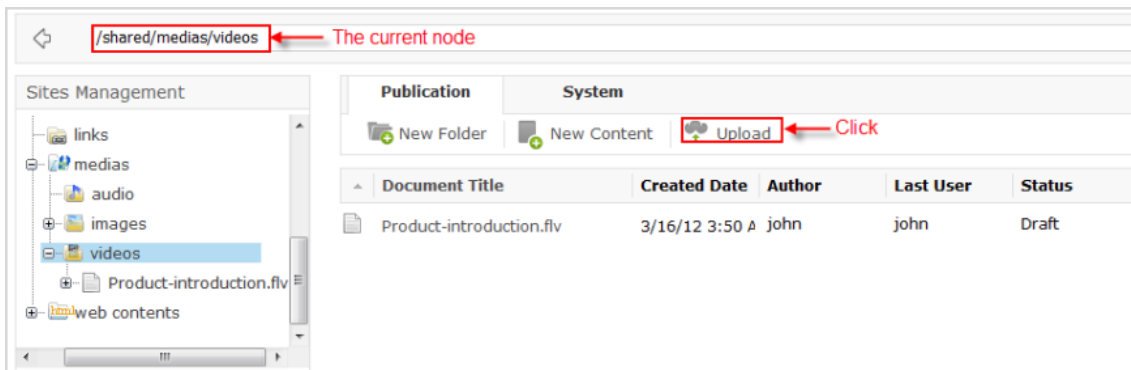 /shared/medias/videos The current node
Sites Management
links
medias
audio
images
videos
Product-introduction.flv
web contents
Publication System
New Folder New Content Upload Click
Document Title Created Date Author Last User Status
Product-introduction.flv 3/16/12 3:50 A john john Draft